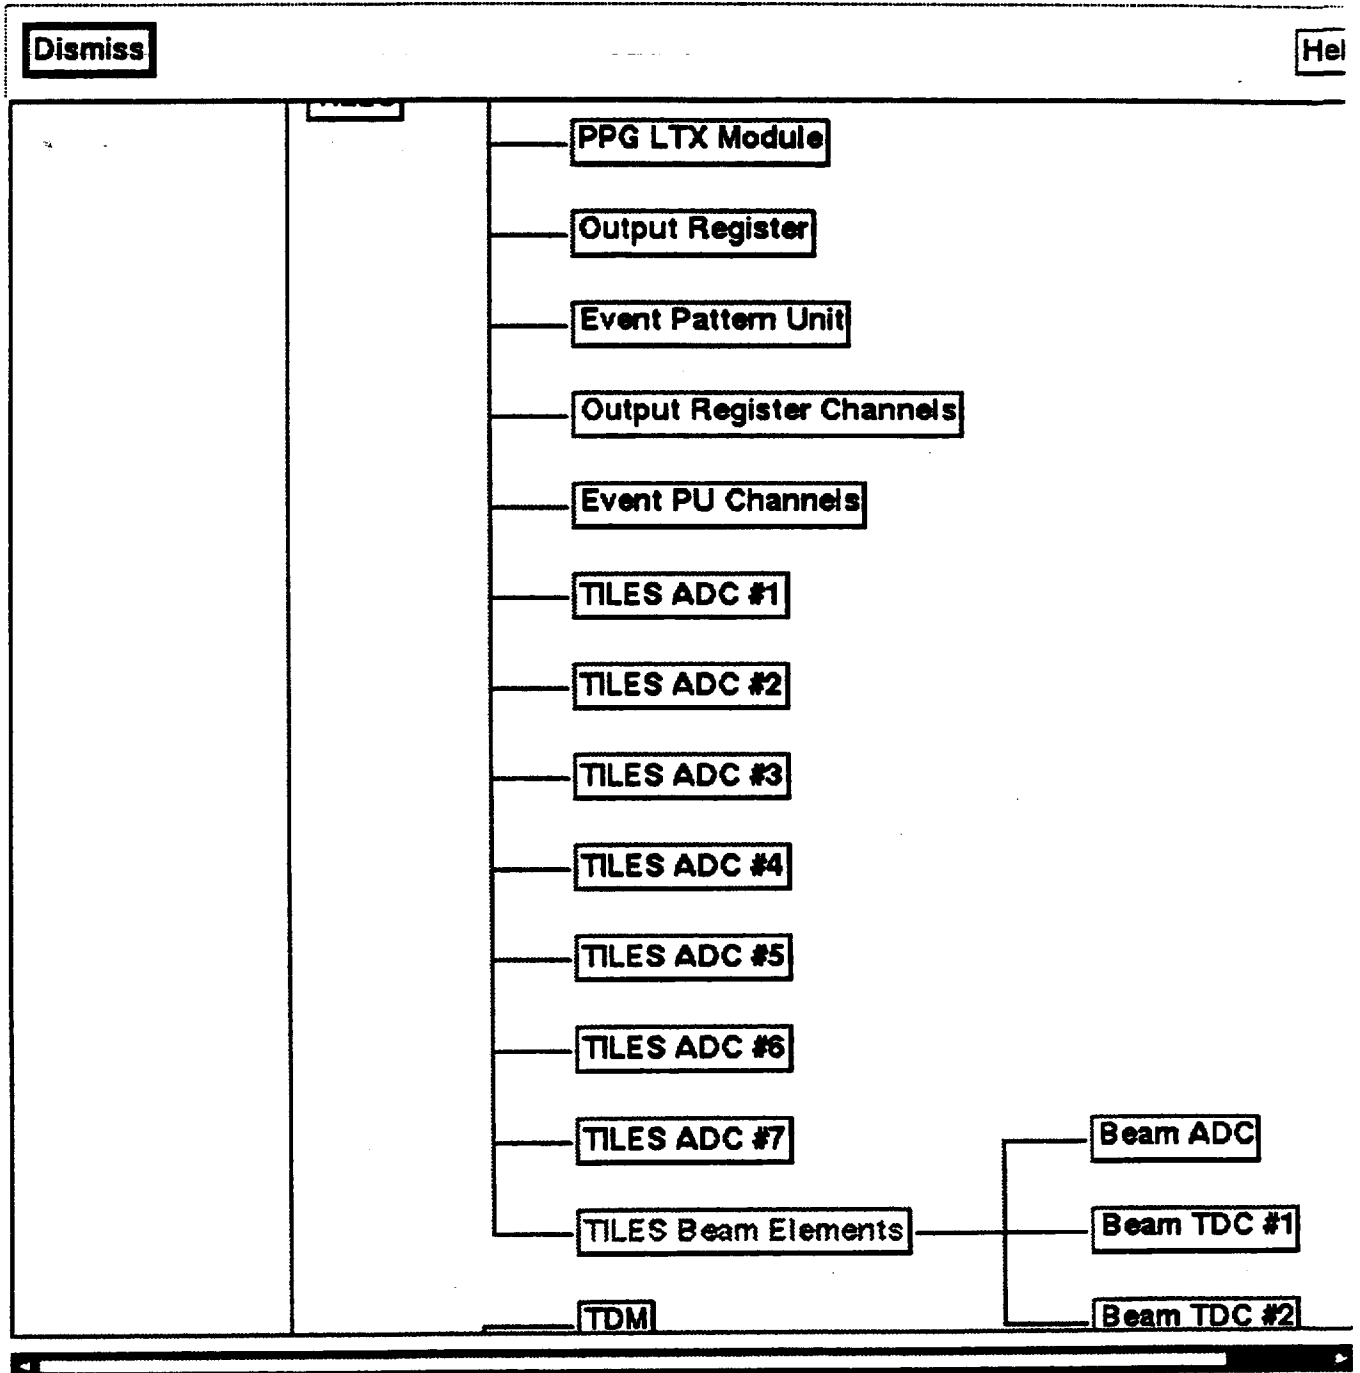 Dismiss
Hel
PPG LTX Module
Output Register
Event Pattern Unit
Output Register Channels
Event PU Channels
TILES ADC #1
TILES ADC #2
TILES ADC #3
TILES ADC #4
TILES ADC #5
TILES ADC #6
TILES ADC #7
Beam ADC
TILES Beam Elements
Beam TDC #1
TDM
Beam TDC #2